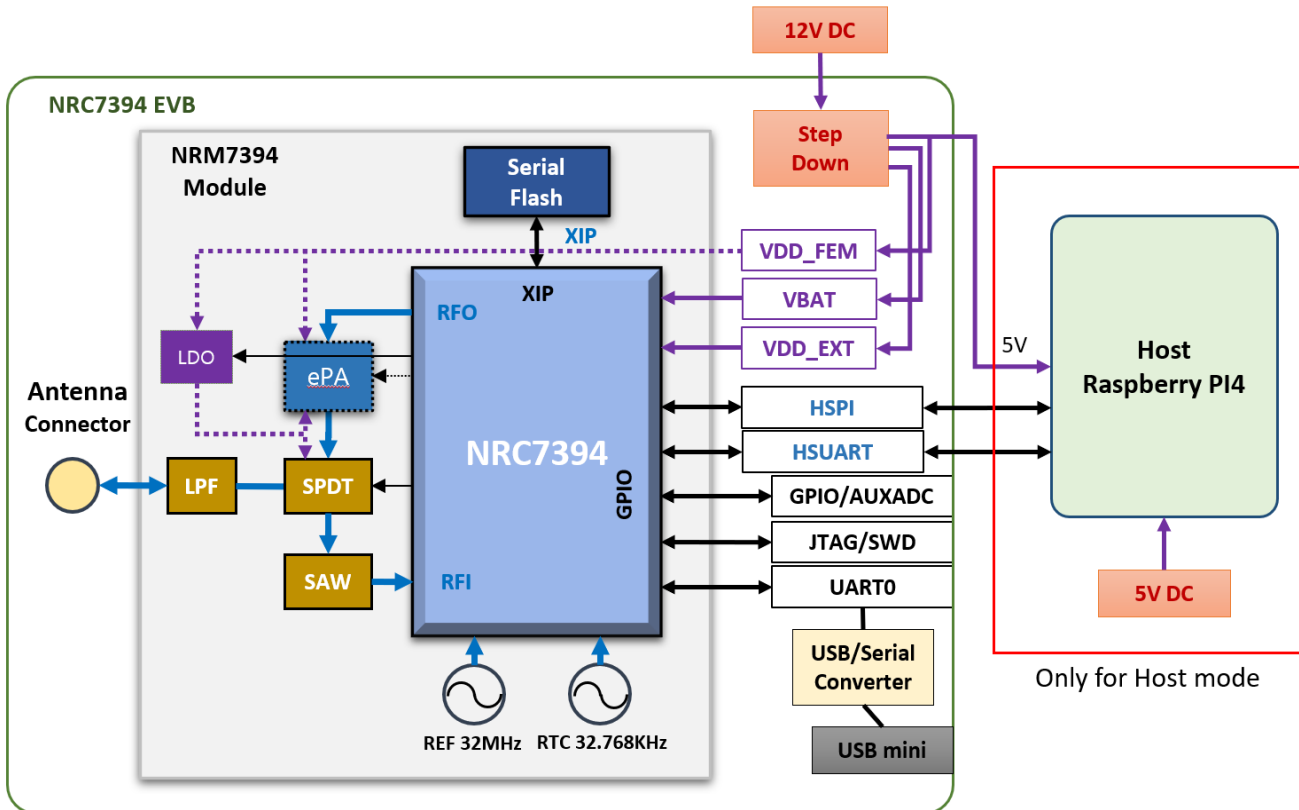 12V DC
NRC7394 EVB
Step
Down
NRM7394
Module
Serial
Flash
XIP
VDD_FEM
XIP
VBAT
RFO
VDD_EXT
5V
Host
Raspberry PI4
LDO
ePA
Antenna
Connector
HSPI
NRC7394
HSUART
GPIO
LPF
SPDT
GPIO/AUXADC
JTAG/SWD
SAW
RFI
UART0
5V DC
USB/Serial
Converter
Only for Host mode
REF 32MHz
RTC 32.768KHz
USB mini